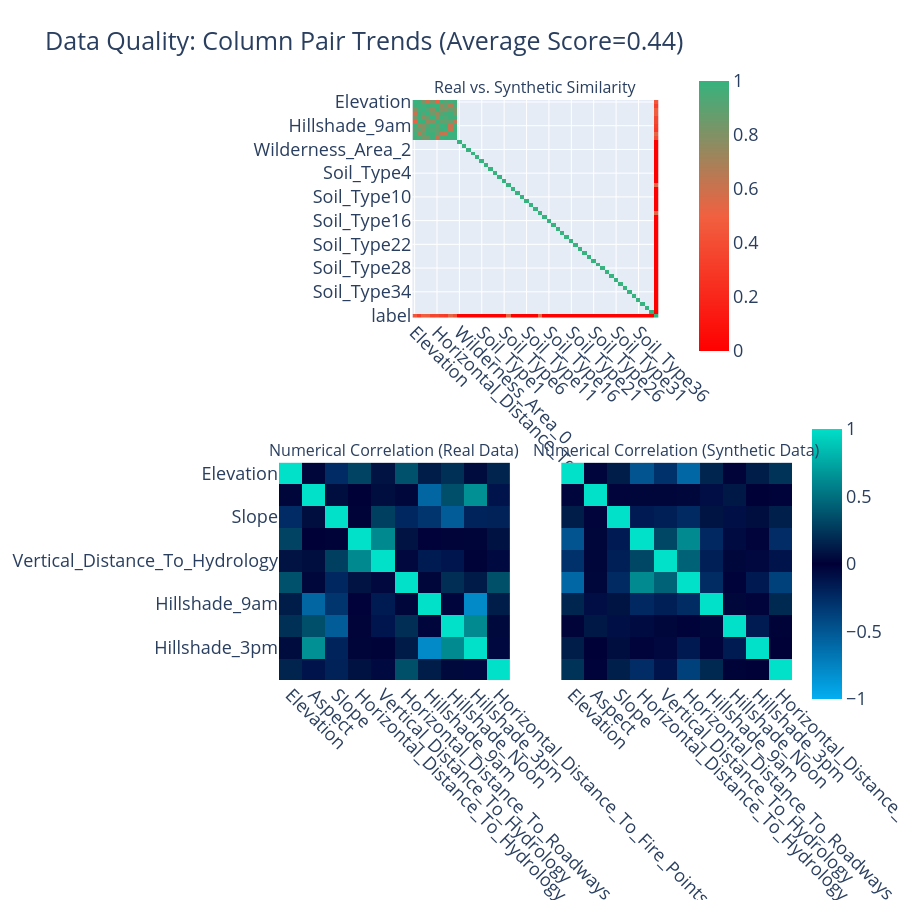 Data Quality: Column Pair Trends (Average Score=0.44)
Real vs. Synthetic Similarity
Elevation
Hillshade_9am
Wilderness_Area_2
Soil_Type4
Soil_Type10
Soil_Type16
Soil_Type22
Soil_Type28
Soil_Type34
label
Elevation
Horizontal_Distance_To
Wilderness_Area_0
Soil_Type1
Soil_Type6
Soil_Type11
Soil_Type16
Soil_Type21
Soil_Type26
Soil_Type31
Soil_Type36
1
0.8
0.6
0.4
0.2
0
Numerical Correlation (Real Data)
Numerical Correlation (Synthetic Data)
Elevation
Slope
Vertical_Distance_To_Hydrology
Hillshade_9am
Hillshade_3pm
Elevation
Aspect
Slope
Horizontal_Distance_To_Hydrology
Vertical_Distance_To_Hydrology
Horizontal_Distance_To_Roadways
Hillshade_9am
Hillshade_Noon
Hillshade_3pm
Horizontal_Distance_To_Fire_Points
Elevation
Aspect
Slope
Horizontal_Distance_To_Hydrology
Vertical_Distance_To_Hydrology
Horizontal_Distance_To_Roadways
Hillshade_9am
Hillshade_Noon
Hillshade_3pm
Horizontal_Distance_
1
0.5
0
−0.5
−1